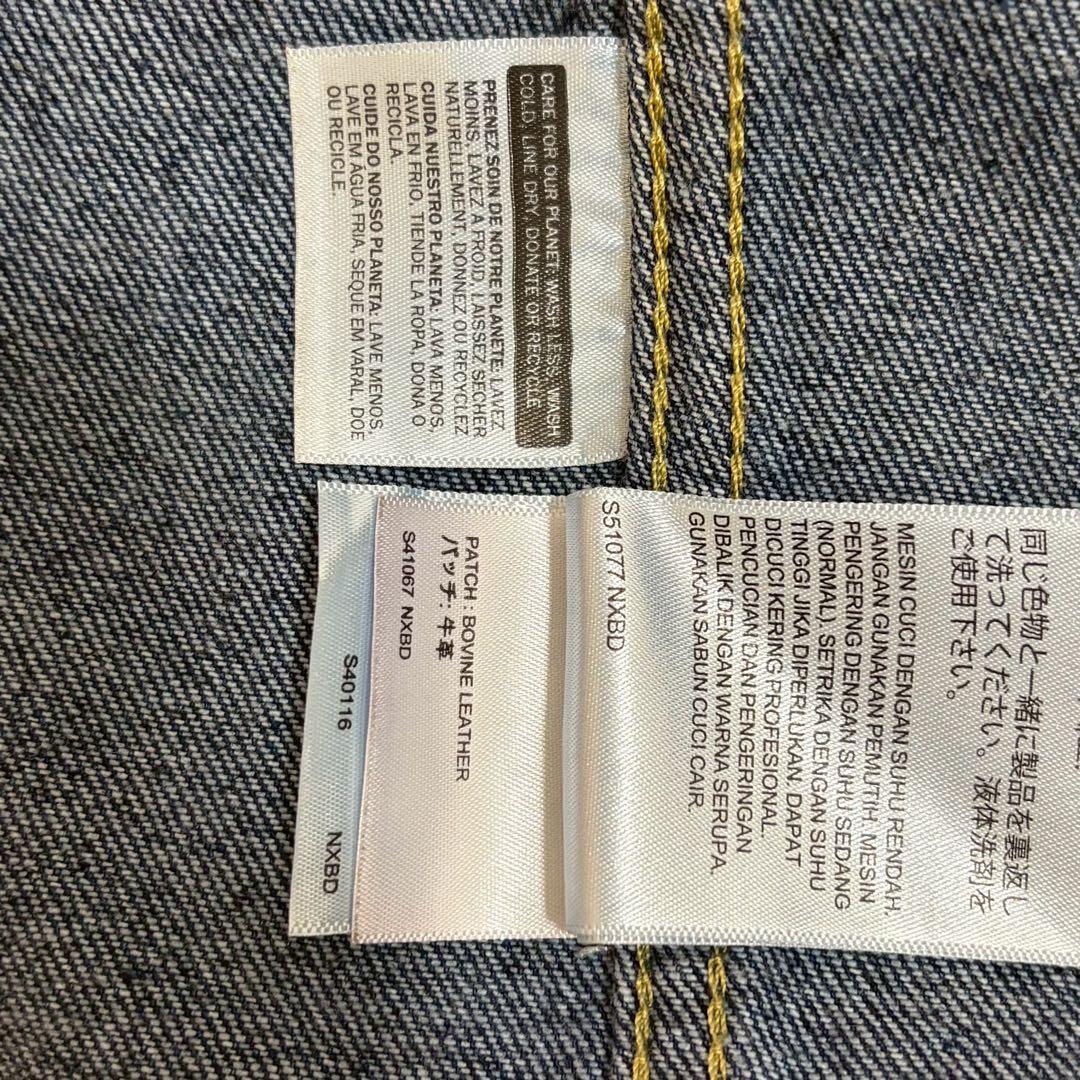 CARE FOR OUR PLANET: WASH LESS, WASH
COLD, LINE DRY, DONATE OR RECYCLE.
PRENEZ SOIN DE NOTRE PLANETE: LAVEZ
MOINS, LAVEZ A FROID, LAISSEZ SECHER
NATURELLEMENT, DONNEZ OU RECYCLEZ
CUIDA NUESTRO PLANETA: LAVA MENOS,
LAVA EN FRIO, TIENDE LA ROPA, DONA O
RECICLA.
CUIDE DO NOSSO PLANETA: LAVE MENOS,
LAVE EM AGUA FRIA, SEQUE EM VARAL, DOE
OU RECICLE.
同じ色物と一緒に製品を裏返し
て洗ってください。液体洗剤を
ご使用下さい。
MESIN CUCI DENGAN SUHU RENDAH.
JANGAN GUNAKAN PEMUTIH. MESIN
PENGERING DENGAN SUHU SEDANG
(NORMAL). SETRIKA DENGAN SUHU
TINGGI JIKA DIPERLUKAN. DAPAT
DICUCI KERING PROFESIONAL.
PENCUCIAN DAN PENGERINGAN
DIBALIK DENGAN WARNA SERUPA.
GUNAKAN SABUN CUCI CAIR.
S51077 NXBD
PATCH : BOVINE LEATHER
パッチ : 牛革
S41067 NXBD
S40116 NXBD